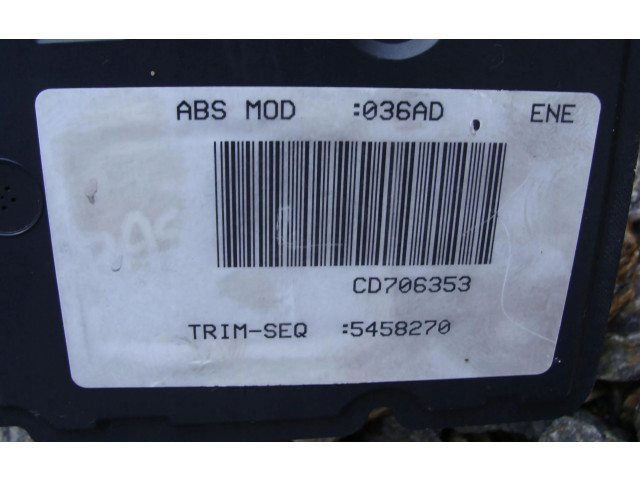 ABS MOD :036AD ENE
CD706353
TRIM-SEQ :5458270